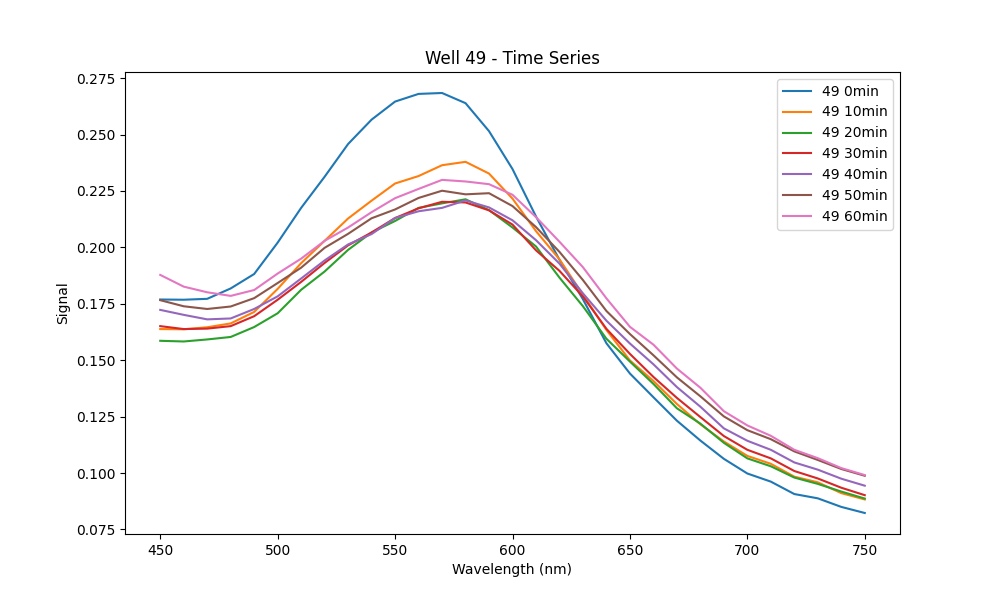 Well 49 - Time Series
0.275
0.250
0.225
0.200
0.175
0.150
0.125
0.100
0.075
Signal
49 0min
49 10min
49 20min
49 30min
49 40min
49 50min
49 60min
450 500 550 600 650 700 750
Wavelength (nm)